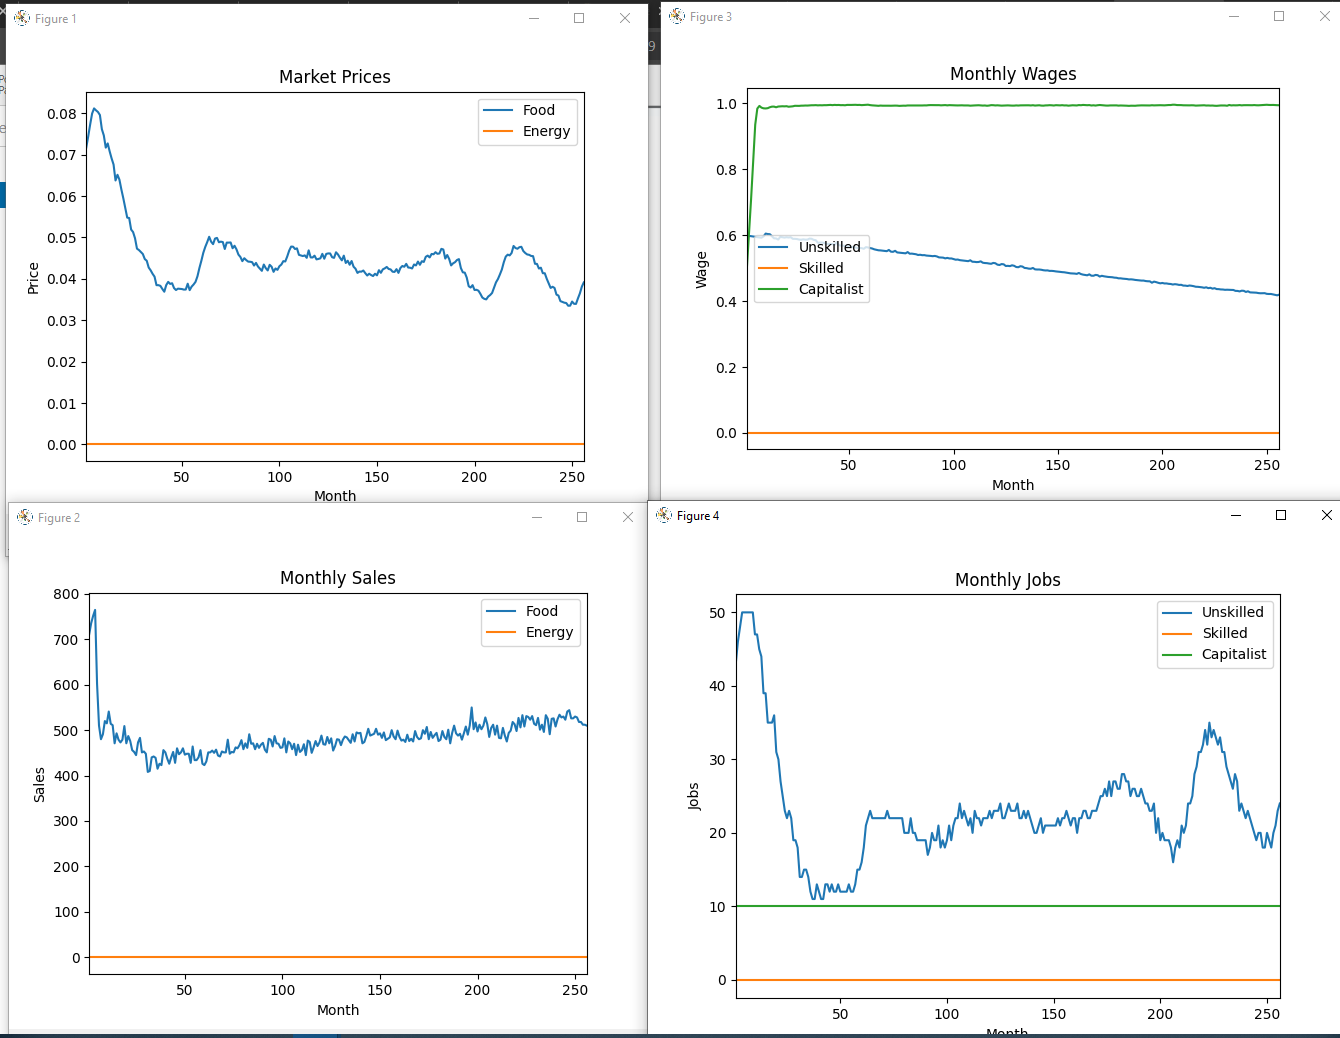 Figure 1
Market Prices
Food
Energy
0.08
0.07
0.06
0.05
0.04
0.03
0.02
0.01
0.00
Price
50
100
150
200
250
Month
Figure 3
9
Monthly Wages
1.0
0.8
0.6
0.4
0.2
0.0
Wage
Unskilled
Skilled
Capitalist
50
100
150
200
250
Month
Figure 2
Monthly Sales
Food
Energy
800
700
600
500
400
300
200
100
0
Sales
50
100
150
200
250
Month
Figure 4
Monthly Jobs
Unskilled
Skilled
Capitalist
50
40
30
20
10
0
Jobs
50
100
150
200
250
Month